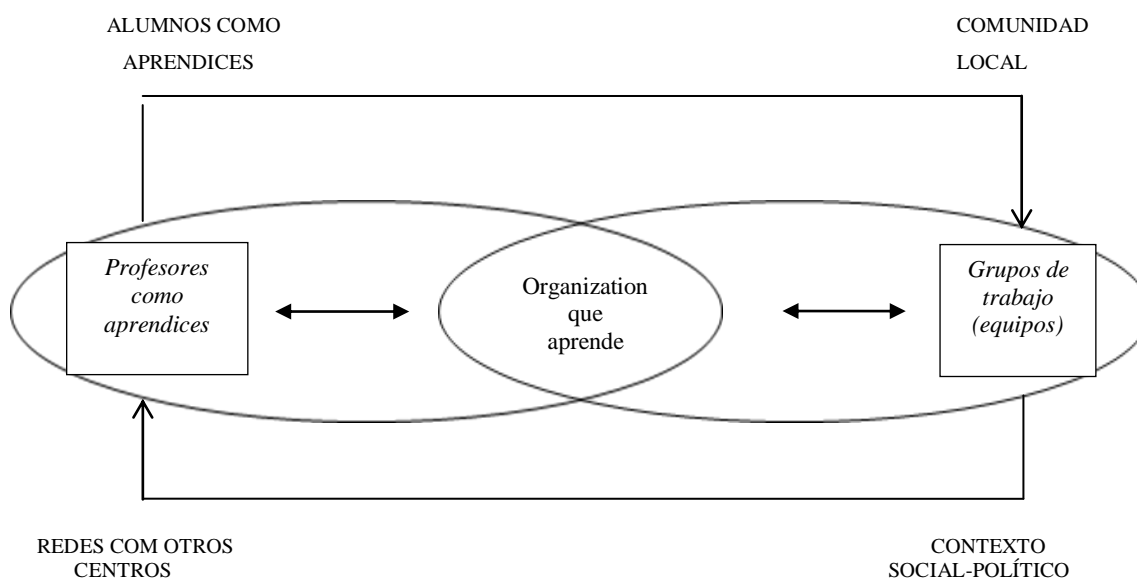 ALUMNOS COMO
APRENDICES
COMUNIDAD
LOCAL
Profesores
como
aprendices
Organization
que
aprende
Grupos de
trabajo
(equipos)
REDES COM OTROS
CENTROS
CONTEXTO
SOCIAL-POLÍTICO